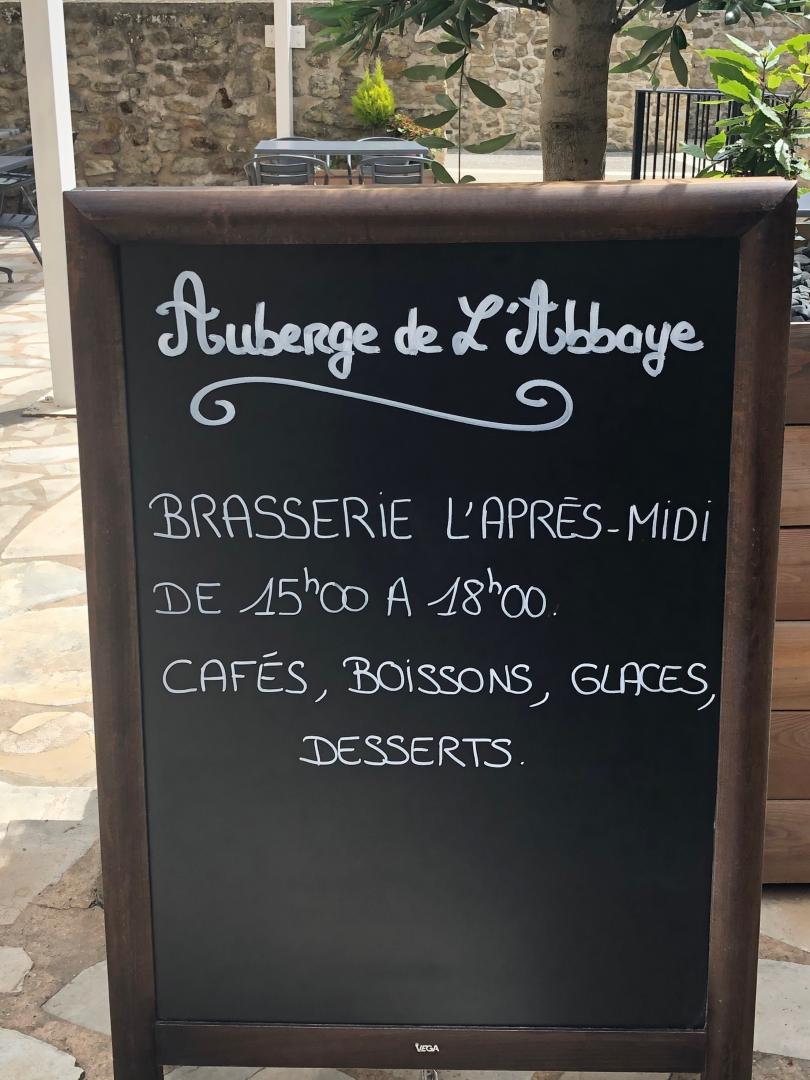 Auberge de L'Abbaye
BRASSERIE L'APRÈS-MIDI
DE 15h00 A 18h00.
CAFÉS, BOISSONS, GLACES,
DESSERTS.
VEGA